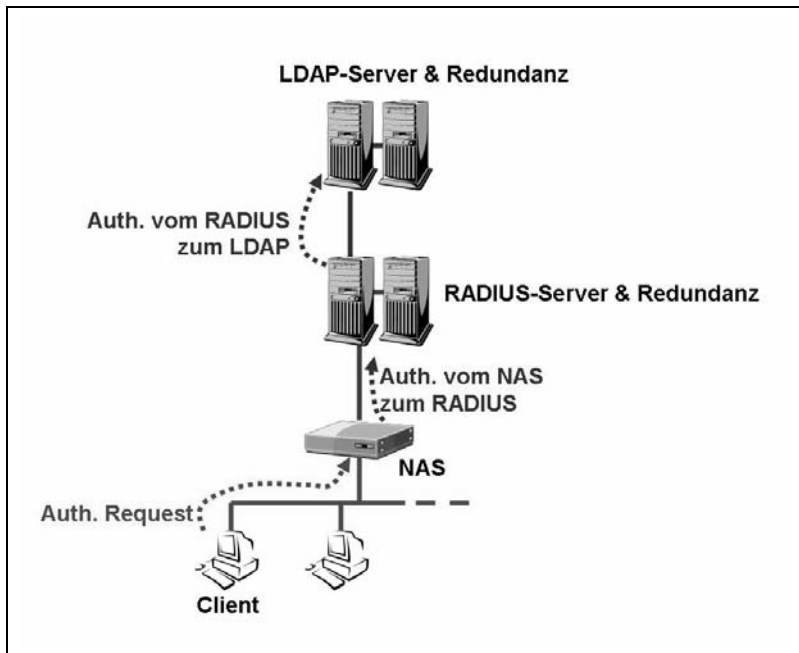 LDAP-Server & Redundanz
Auth. vom RADIUS
zum LDAP
RADIUS-Server & Redundanz
Auth. vom NAS
zum RADIUS
NAS
Auth. Request
Client